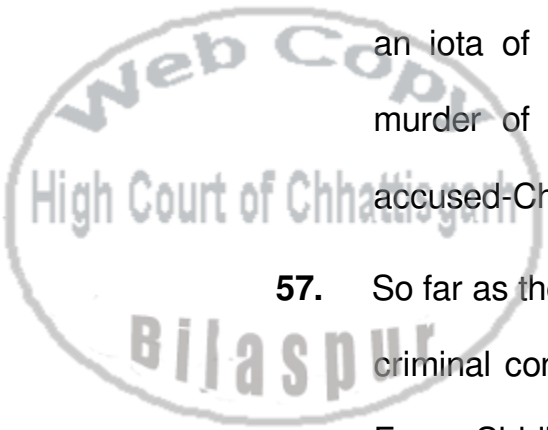 Web Copy
High Court of Chhattisgarh
Bilaspur
an iota of
murder of
accused-Ch
57. So far as the
criminal con